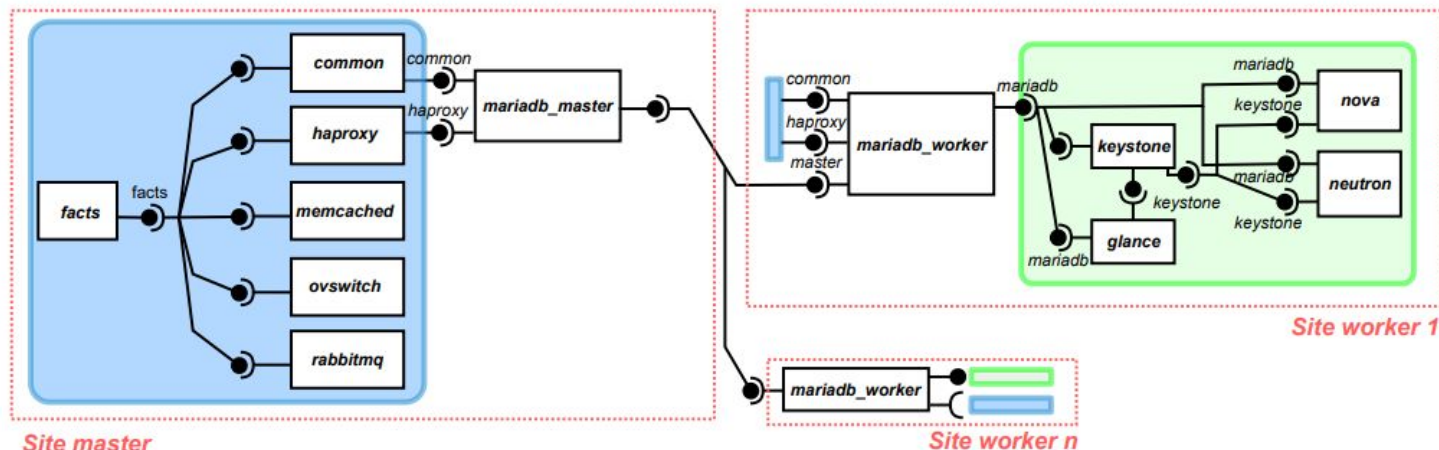 common
common
haproxy
haproxy
mariadb_master
facts
facts
memcached
ovswitch
rabbitmq
Site master
common
haproxy
master
mariadb_worker
mariadb
mariadb
keystone
nova
keystone
keystone
mariadb
keystone
neutron
glance
mariadb
Site worker 1
mariadb_worker
Site worker n